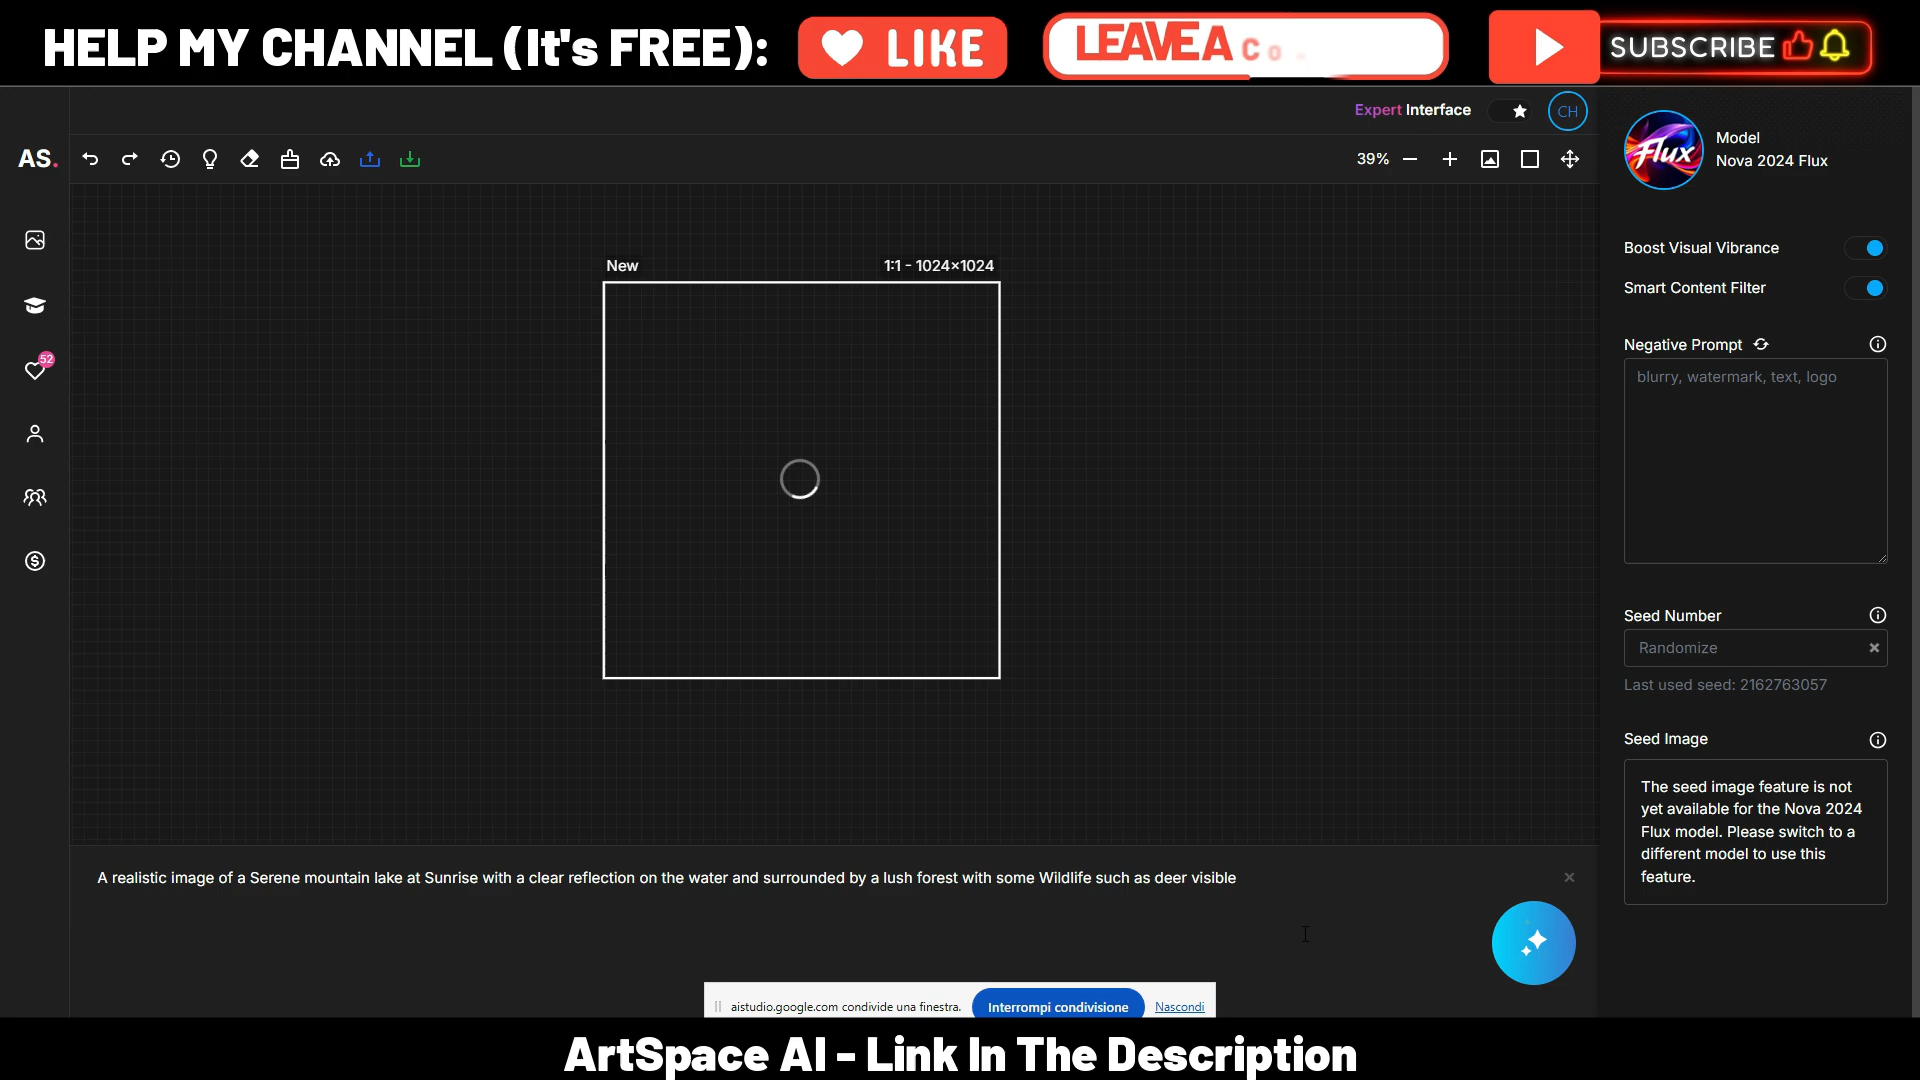 HELP MY CHANNEL (It's FREE):
LIKE
LEAVE A Co
SUBSCRIBE
Expert Interface
CH
AS.
39%
Flux
Model
Nova 2024 Flux
Boost Visual Vibrance
Smart Content Filter
New
1:1 - 1024×1024
Negative Prompt
blurry, watermark, text, logo
52
Seed Number
Randomize
Last used seed: 2162763057
Seed Image
The seed image feature is not
yet available for the Nova 2024
Flux model. Please switch to a
different model to use this
feature.
A realistic image of a Serene mountain lake at Sunrise with a clear reflection on the water and surrounded by a lush forest with some Wildlife such as deer visible
aistudio.google.com condivide una finestra.
Interrompi condivisione
Nascondi
ArtSpace AI - Link In The Description